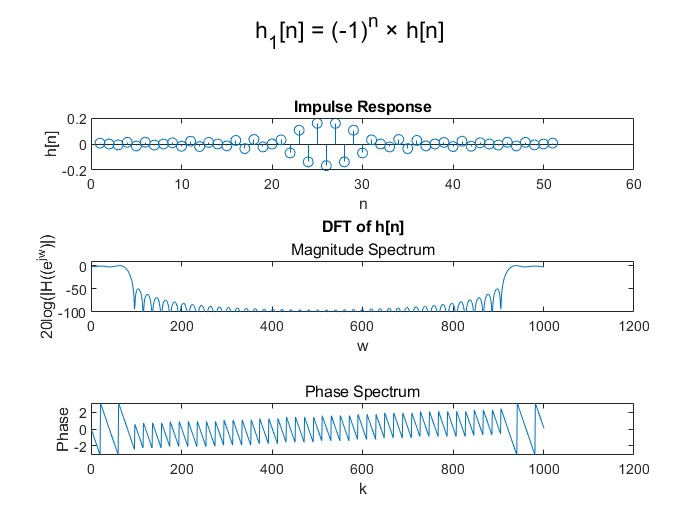 h1[n] = (-1)^n × h[n]
Impulse Response
0.2
0
-0.2
h[n]
0 10 20 30 40 50 60
n
DFT of h[n]
Magnitude Spectrum
0
-50
-100
20log(|H((e^jw)|)
0 200 400 600 800 1000 1200
w
Phase Spectrum
2
0
-2
Phase
0 200 400 600 800 1000 1200
k